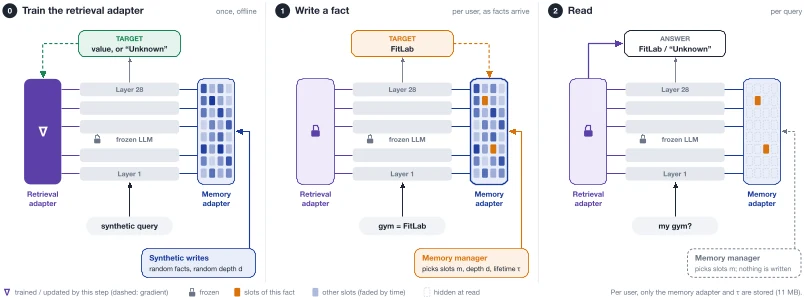 0 Train the retrieval adapter once, offline
TARGET
value, or “Unknown”
Layer 28
∇
frozen LLM
Layer 1
Retrieval
adapter
Memory
adapter
synthetic query
Synthetic writes
random facts, random depth d
1 Write a fact per user, as facts arrive
TARGET
FitLab
Layer 28
frozen LLM
Layer 1
Retrieval
adapter
Memory
adapter
gym = FitLab
Memory manager
picks slots m, depth d, lifetime τ
2 Read per query
ANSWER
FitLab / “Unknown”
Layer 28
frozen LLM
Layer 1
Retrieval
adapter
Memory
adapter
my gym?
Memory manager
picks slots m; nothing is written
∇ trained / updated by this step (dashed: gradient) frozen slots of this fact other slots (faded by time) hidden at read Per user, only the memory adapter and τ are stored (11 MB).